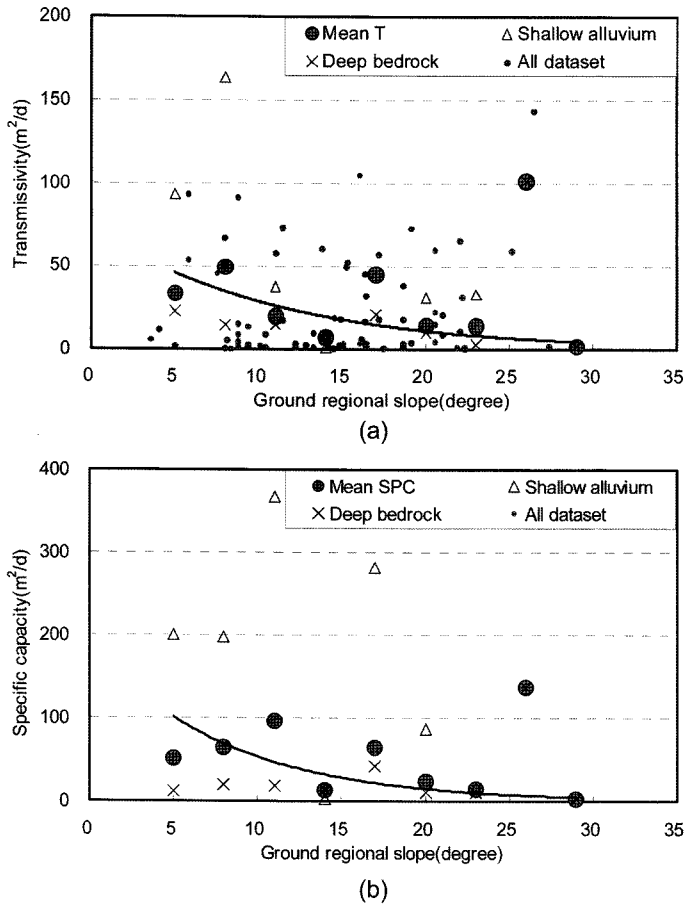 200
150
100
50
0
Transmissivity(m²/d)
Mean T
Shallow alluvium
Deep bedrock
All dataset
0 5 10 15 20 25 30 35
Ground regional slope(degree)
(a)
400
300
200
100
0
Specific capacity(m²/d)
Mean SPC
Shallow alluvium
Deep bedrock
All dataset
0 5 10 15 20 25 30 35
Ground regional slope(degree)
(b)